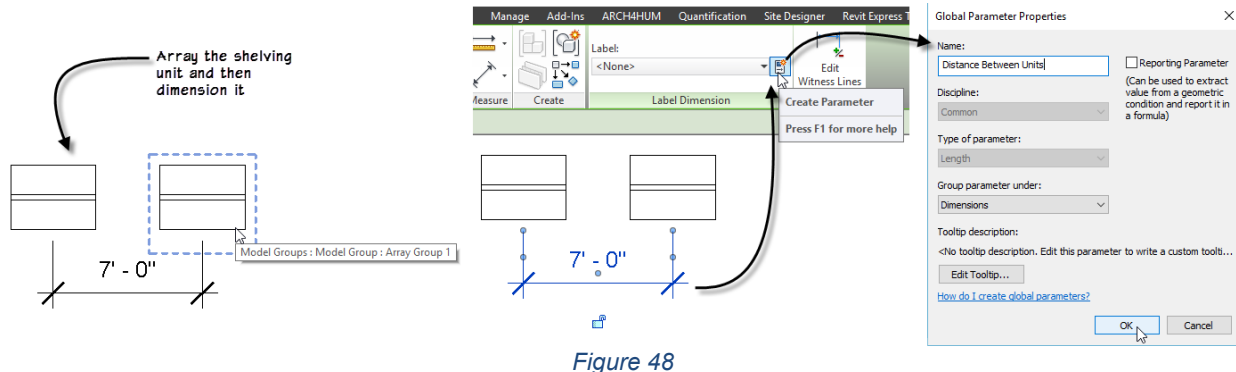 Array the shelving
unit and then
dimension it
Model Groups : Model Group : Array Group 1
7' - 0"
Manage Add-Ins ARCH4HUM Quantification Site Designer Revit Express T
Label:
<None>
Edit
Witness Lines
Measure Create Label Dimension
Create Parameter
Press F1 for more help
7' - 0"
Global Parameter Properties
Name:
Distance Between Units
Reporting Parameter
(Can be used to extract
value from a geometric
condition and report it in
a formula)
Discipline:
Common
Type of parameter:
Length
Group parameter under:
Dimensions
Tooltip description:
<No tooltip description. Edit this parameter to write a custom toolti...
Edit Tooltip...
How do I create global parameters?
OK Cancel
Figure 48